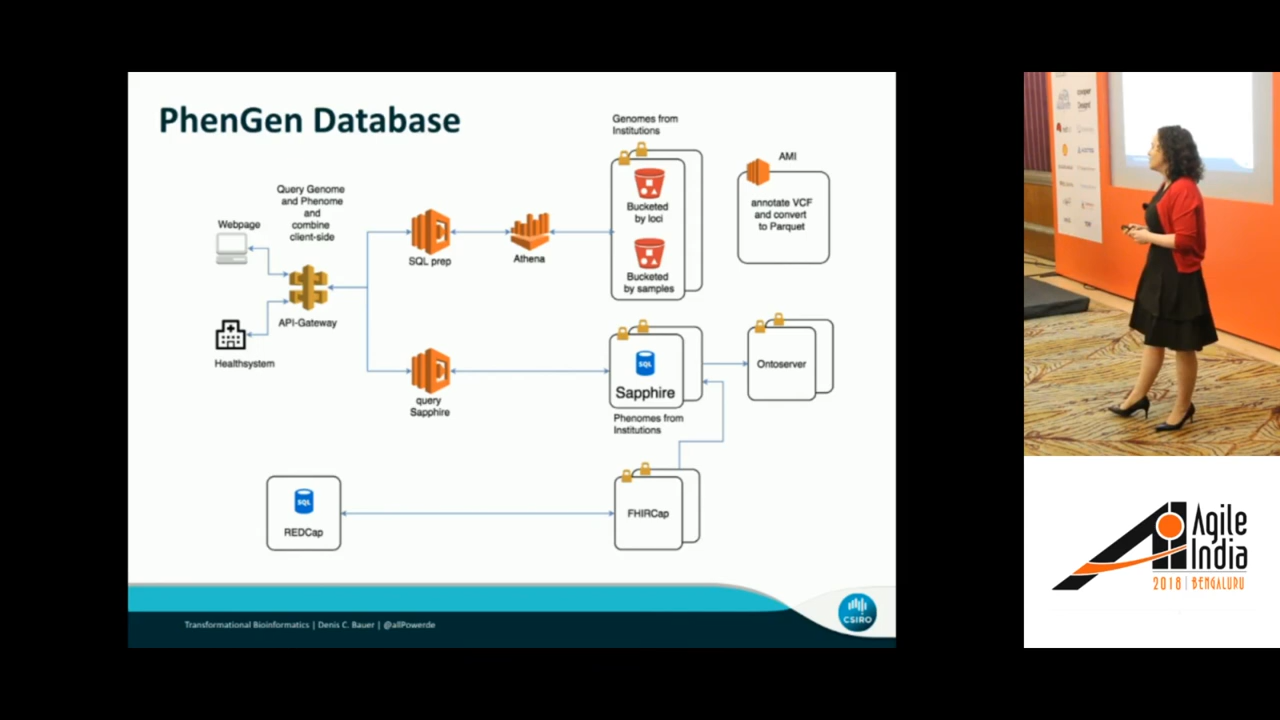 PhenGen Database
Genomes from
Institutions
AMI
Query Genome
and Phenome
and
combine
client-side
Webpage
Bucketed
by loci
annotate VCF
and convert
to Parquet
SQL prep
Athena
Bucketed
by samples
API-Gateway
Healthsystem
SQL
Sapphire
Ontoserver
query
Sapphire
Phenomes from
Institutions
SQL
REDCap
FHIRCap
Transformational Bioinformatics | Denis C. Bauer | @allPowerde
CSIRO
Agile
India
2018 | BENGALURU